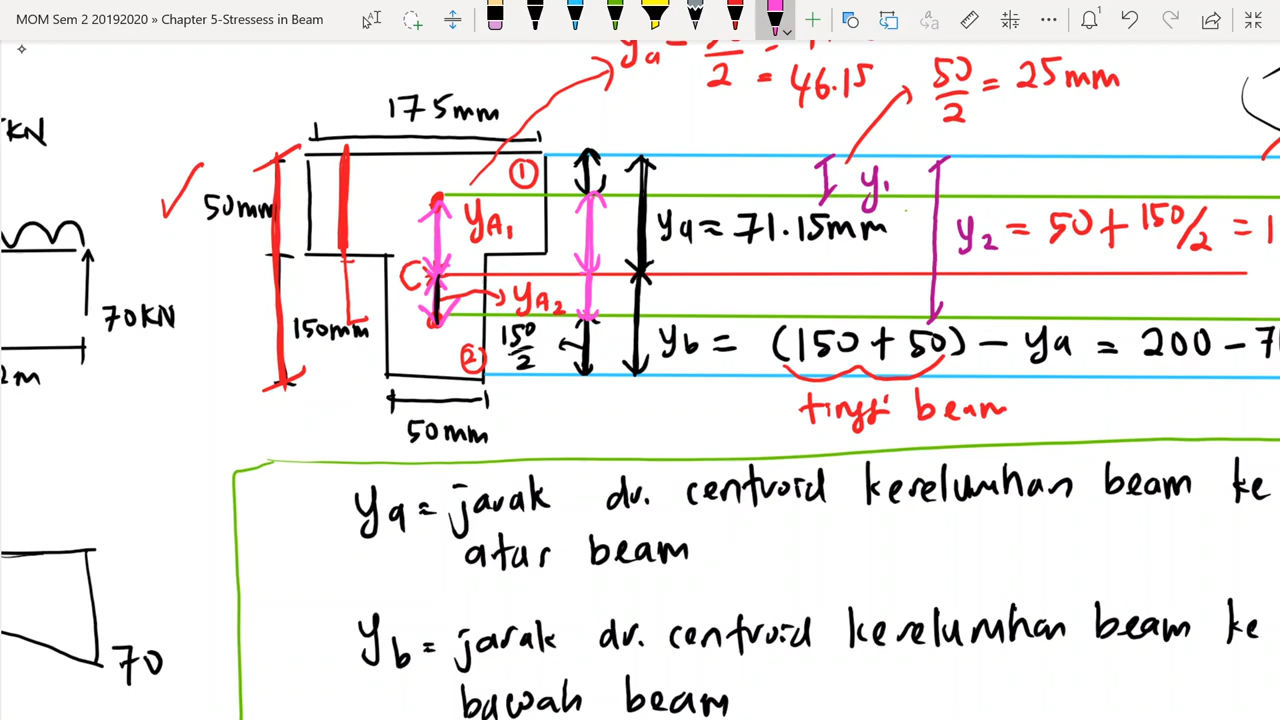 MOM Sem 2 20192020 » Chapter 5-Stressess in Beam
50/2 = 25mm
= 46.15
175mm
KN
①
50mm
y₁
yA₁
ya = 71.15mm
y₂ = 50 + 150/2 = 1
C
yA₂
70KN
150mm
150/2
②
yb = (150 + 50) - ya = 200 - 7
2m
tinggi beam
50mm
ya = jarak dr. centroid keseluruhan beam ke
atas beam
yb = jarak dr. centroid keseluruhan beam ke
bawah beam
70